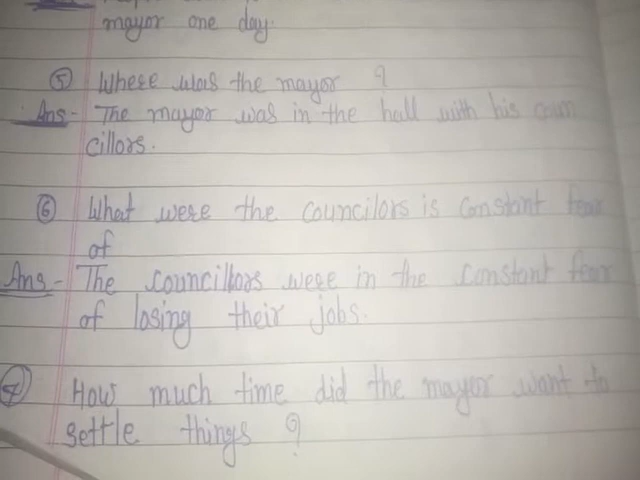 mayor one day.
⑤ Where was the mayor ?
Ans- The mayor was in the hall with his coun
cillors.
⑥ What were the councilors is constant fear
of
Ans- The councillors were in the constant fear
of losing their jobs.
⑦ How much time did the mayor want to
settle things ?